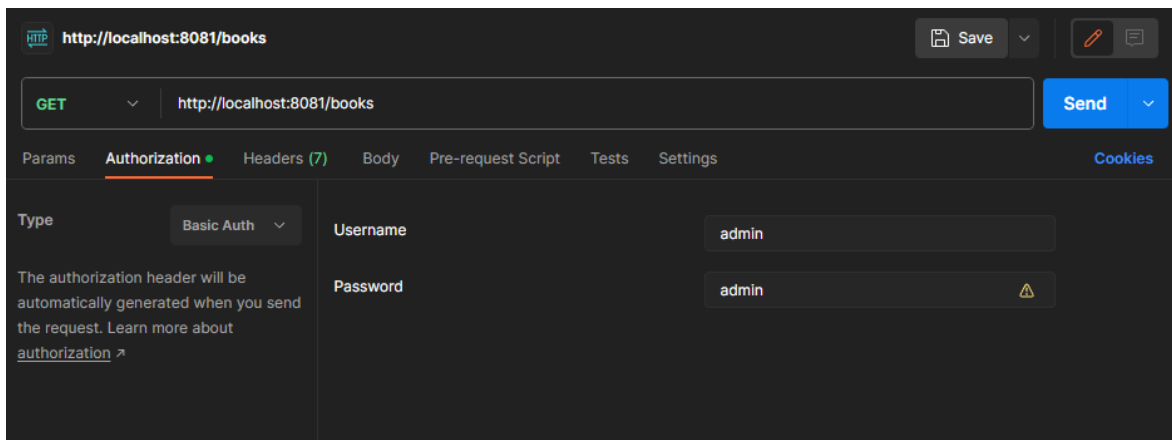 HTTP http://localhost:8081/books Save
GET http://localhost:8081/books Send
Params Authorization Headers (7) Body Pre-request Script Tests Settings Cookies
Type Basic Auth
The authorization header will be
automatically generated when you send
the request. Learn more about
authorization ↗
Username admin
Password admin